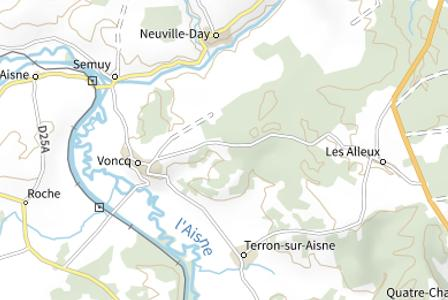 Neuville-Day
Semuy
Aisne
D25A
Les Alleux
Voncq
Roche
l'Aisne
Terron-sur-Aisne
Quatre-Cha